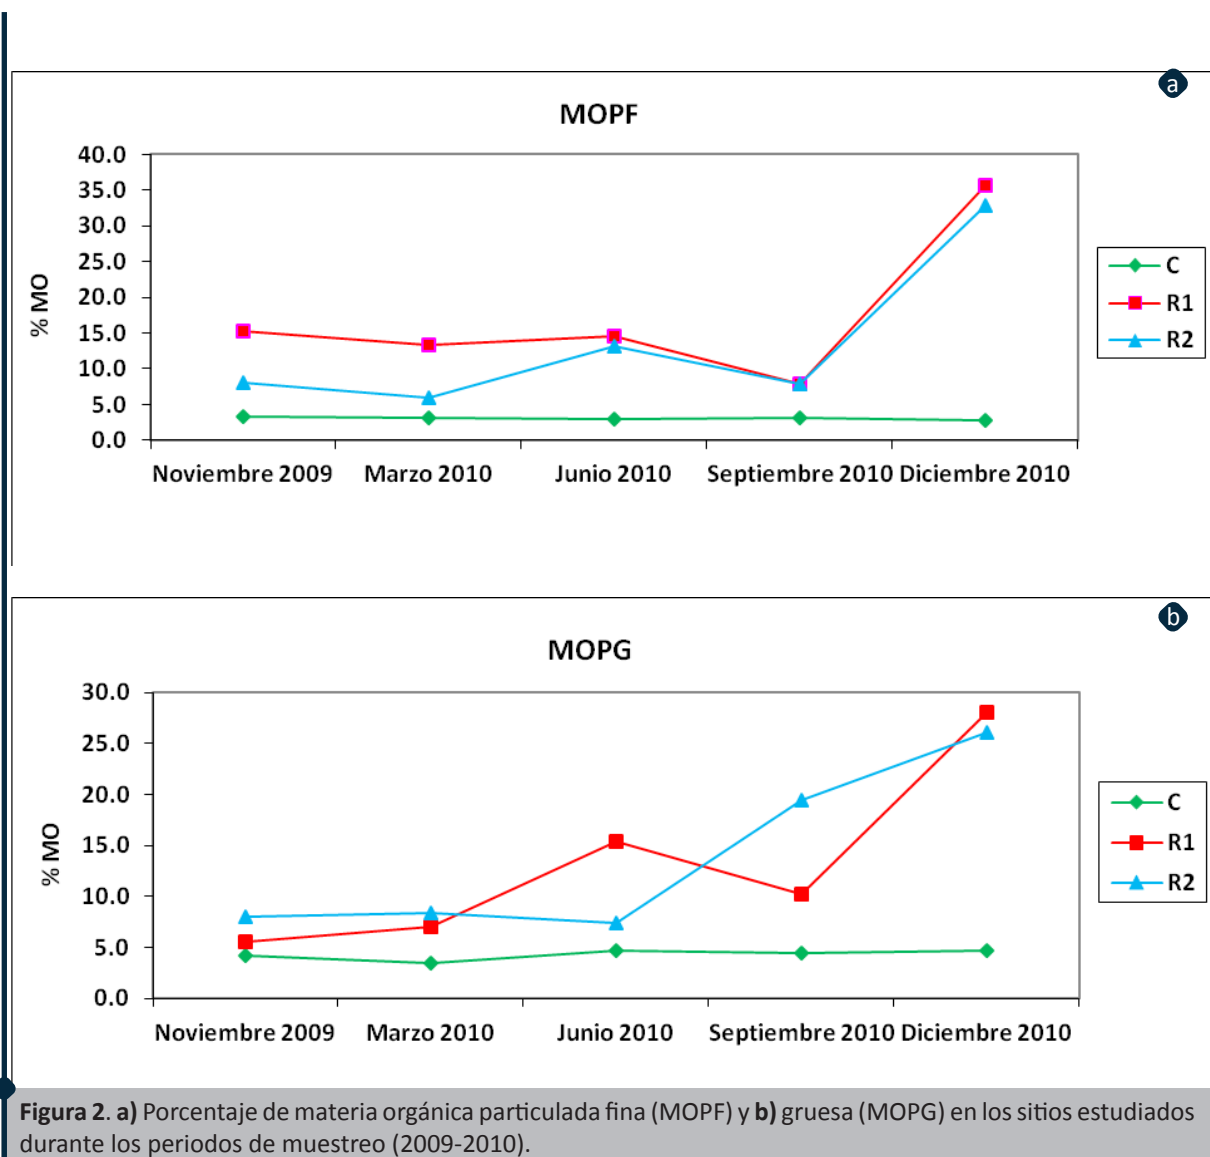 a
MOPF
40.0
35.0
30.0
25.0
20.0
15.0
10.0
5.0
0.0
% MO
Noviembre 2009 Marzo 2010 Junio 2010 Septiembre 2010 Diciembre 2010
C
R1
R2
b
MOPG
30.0
25.0
20.0
15.0
10.0
5.0
0.0
% MO
Noviembre 2009 Marzo 2010 Junio 2010 Septiembre 2010 Diciembre 2010
C
R1
R2
Figura 2. a) Porcentaje de materia orgánica particulada fina (MOPF) y b) gruesa (MOPG) en los sitios estudiados
durante los periodos de muestreo (2009-2010).